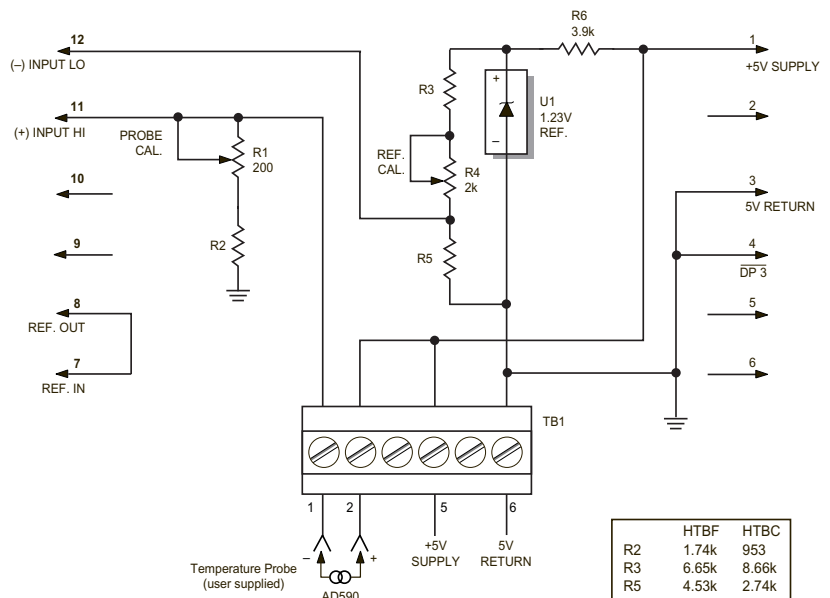 12
(–) INPUT LO
11
(+) INPUT HI
PROBE
CAL.
R1
200
10
R2
9
8
REF. OUT
7
REF. IN
R6
3.9k
R3
+
U1
1.23V
REF.
–
REF.
CAL.
R4
2k
R5
1
+5V SUPPLY
2
3
5V RETURN
4
DP 3
5
6
TB1
1
2
5
6
–
+
+5V
SUPPLY
5V
RETURN
Temperature Probe
(user supplied)
AD590
HTBF HTBC
R2 1.74k 953
R3 6.65k 8.66k
R5 4.53k 2.74k